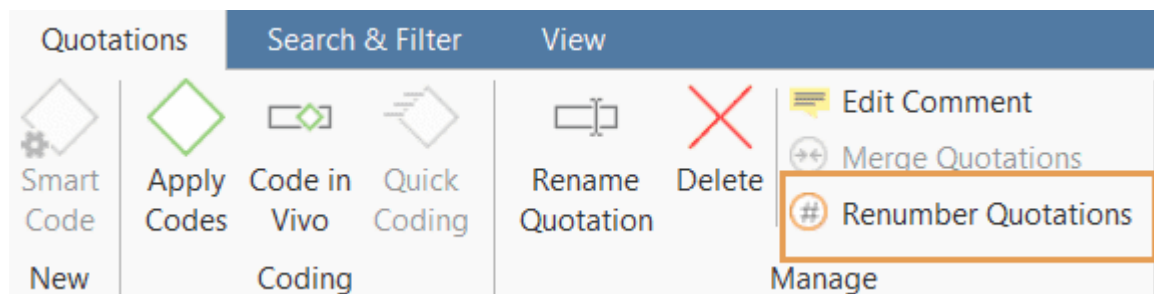 Quotations Search & Filter View
Smart Code
Apply Codes
Code in Vivo
Quick Coding
Rename Quotation
Delete
Edit Comment
Merge Quotations
# Renumber Quotations
New Coding Manage